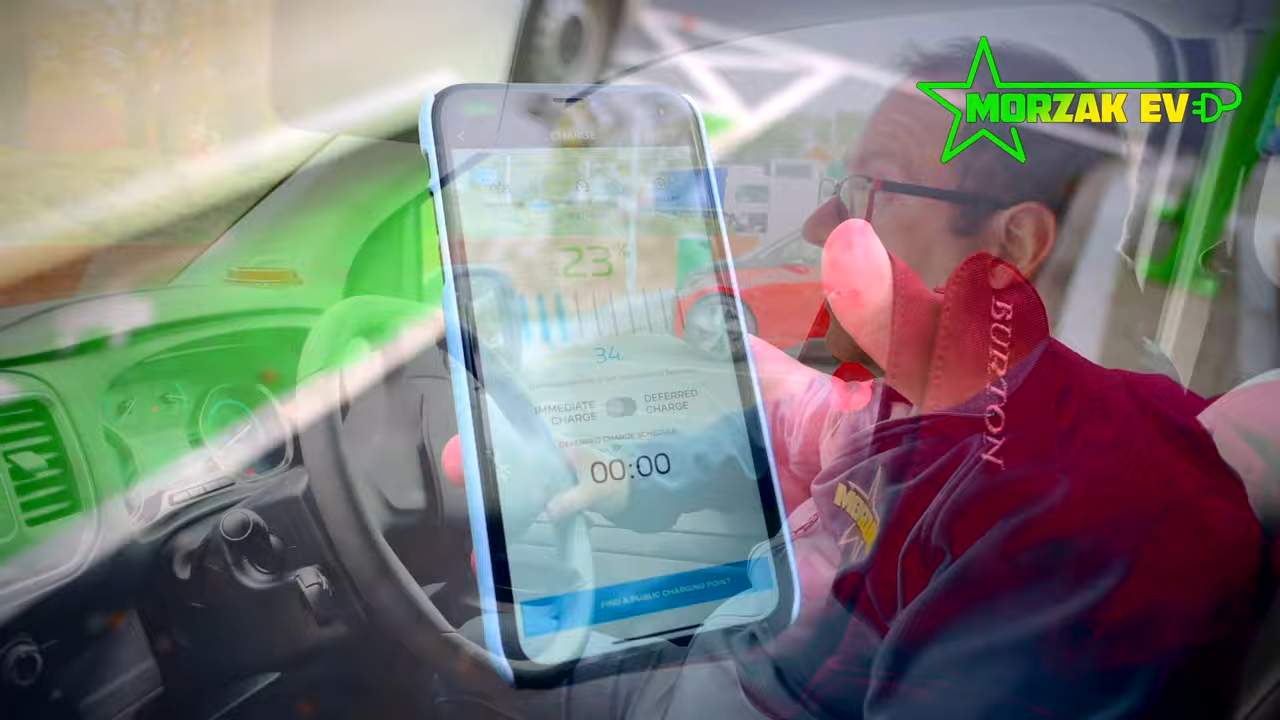 MORZAK EV
CHARGE
23%
34
IMMEDIATE CHARGE
DEFERRED CHARGE
DEFERRED CHARGE SCHEDULE
00:00
FIND A PUBLIC CHARGING POINT
BURTON